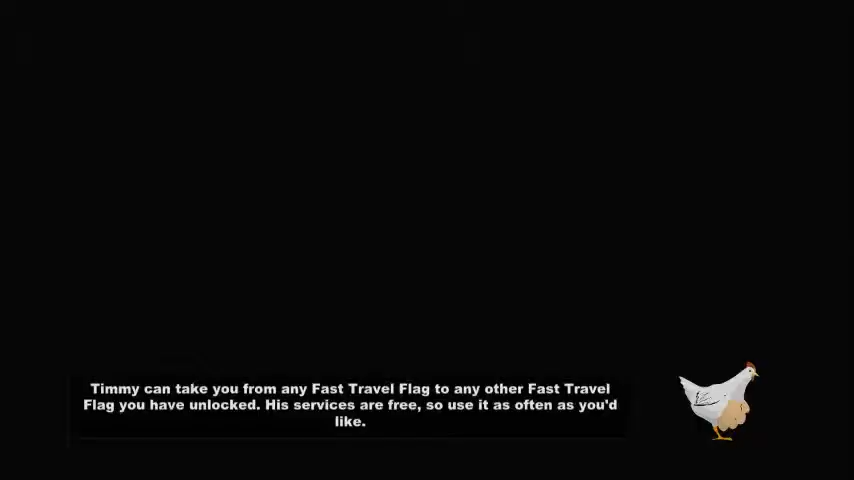 Timmy can take you from any Fast Travel Flag to any other Fast Travel
Flag you have unlocked. His services are free, so use it as often as you'd
like.